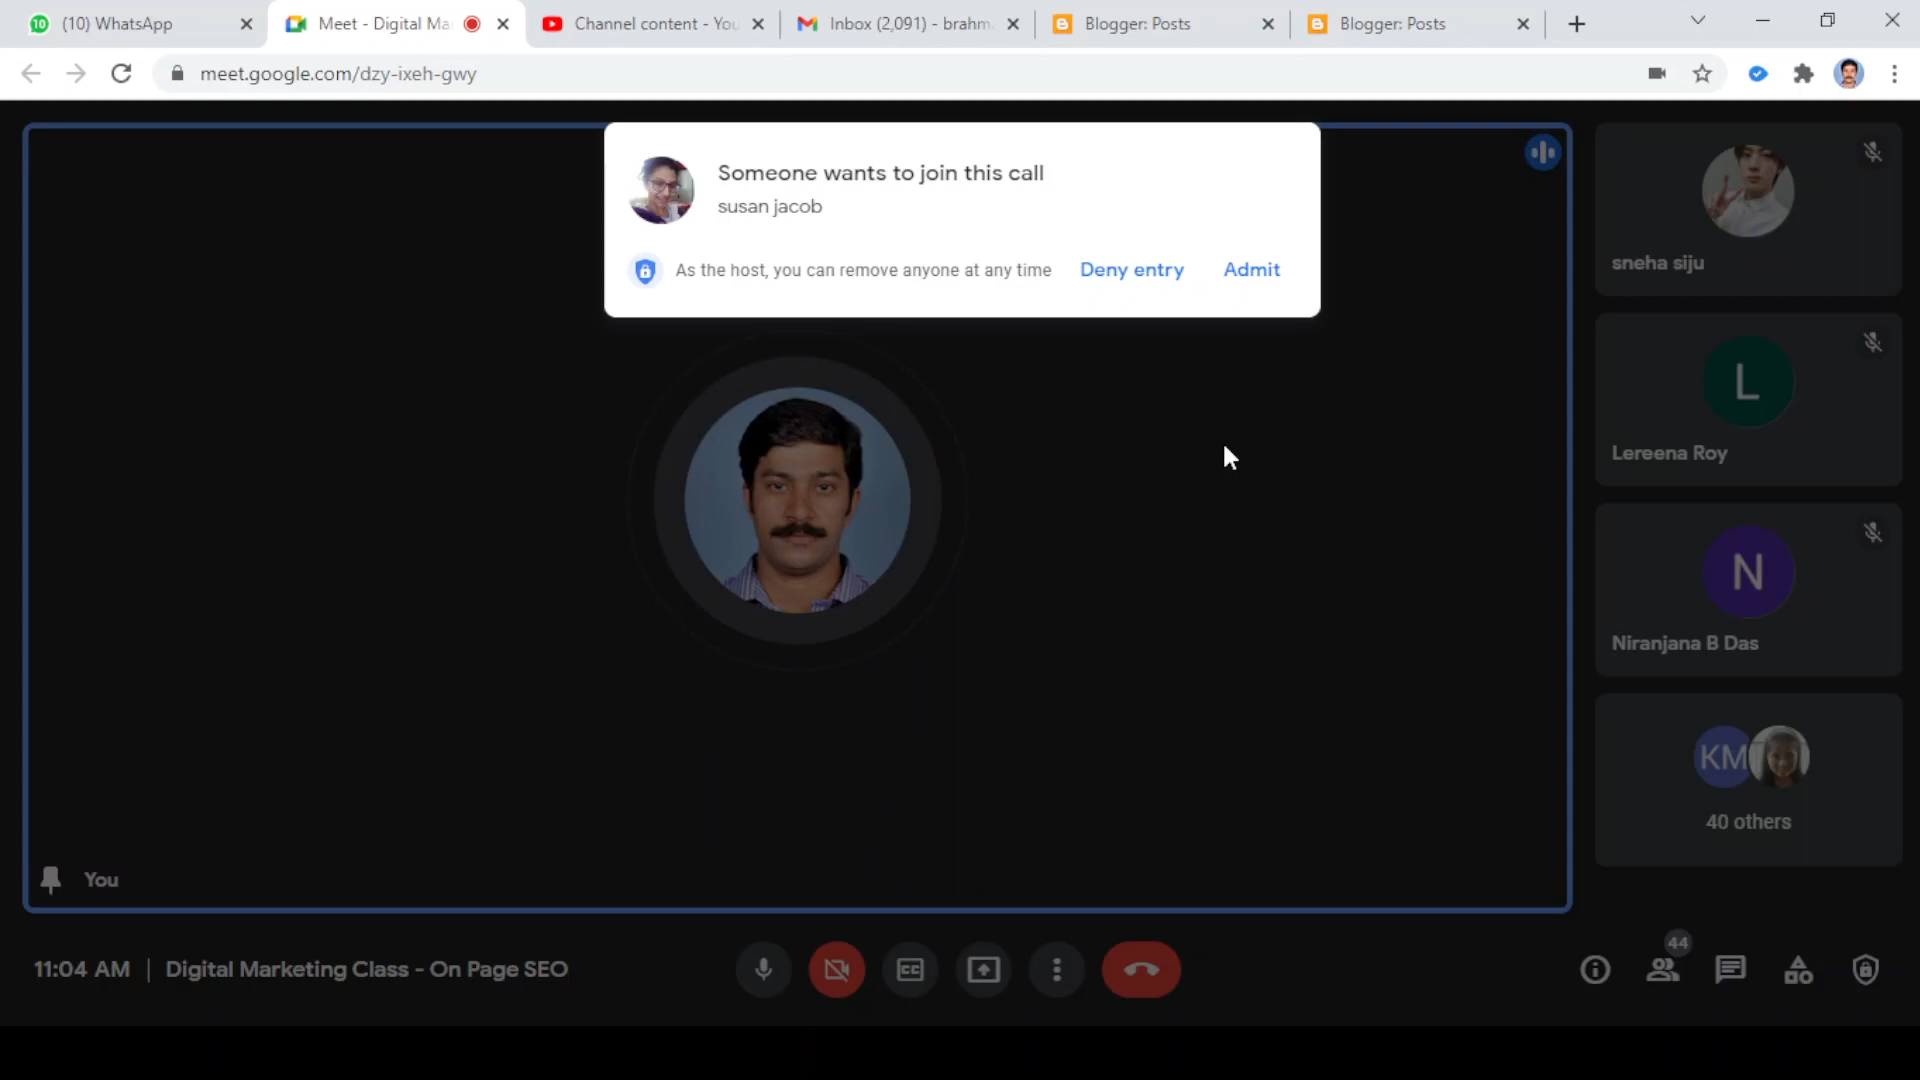 10 (10) WhatsApp
Meet - Digital Ma
Channel content - You
Inbox (2,091) - brahm
Blogger: Posts
Blogger: Posts
meet.google.com/dzy-ixeh-gwy
Someone wants to join this call
susan jacob
As the host, you can remove anyone at any time
Deny entry
Admit
sneha siju
L
Lereena Roy
N
Niranjana B Das
KM
40 others
You
11:04 AM | Digital Marketing Class - On Page SEO
CC
44